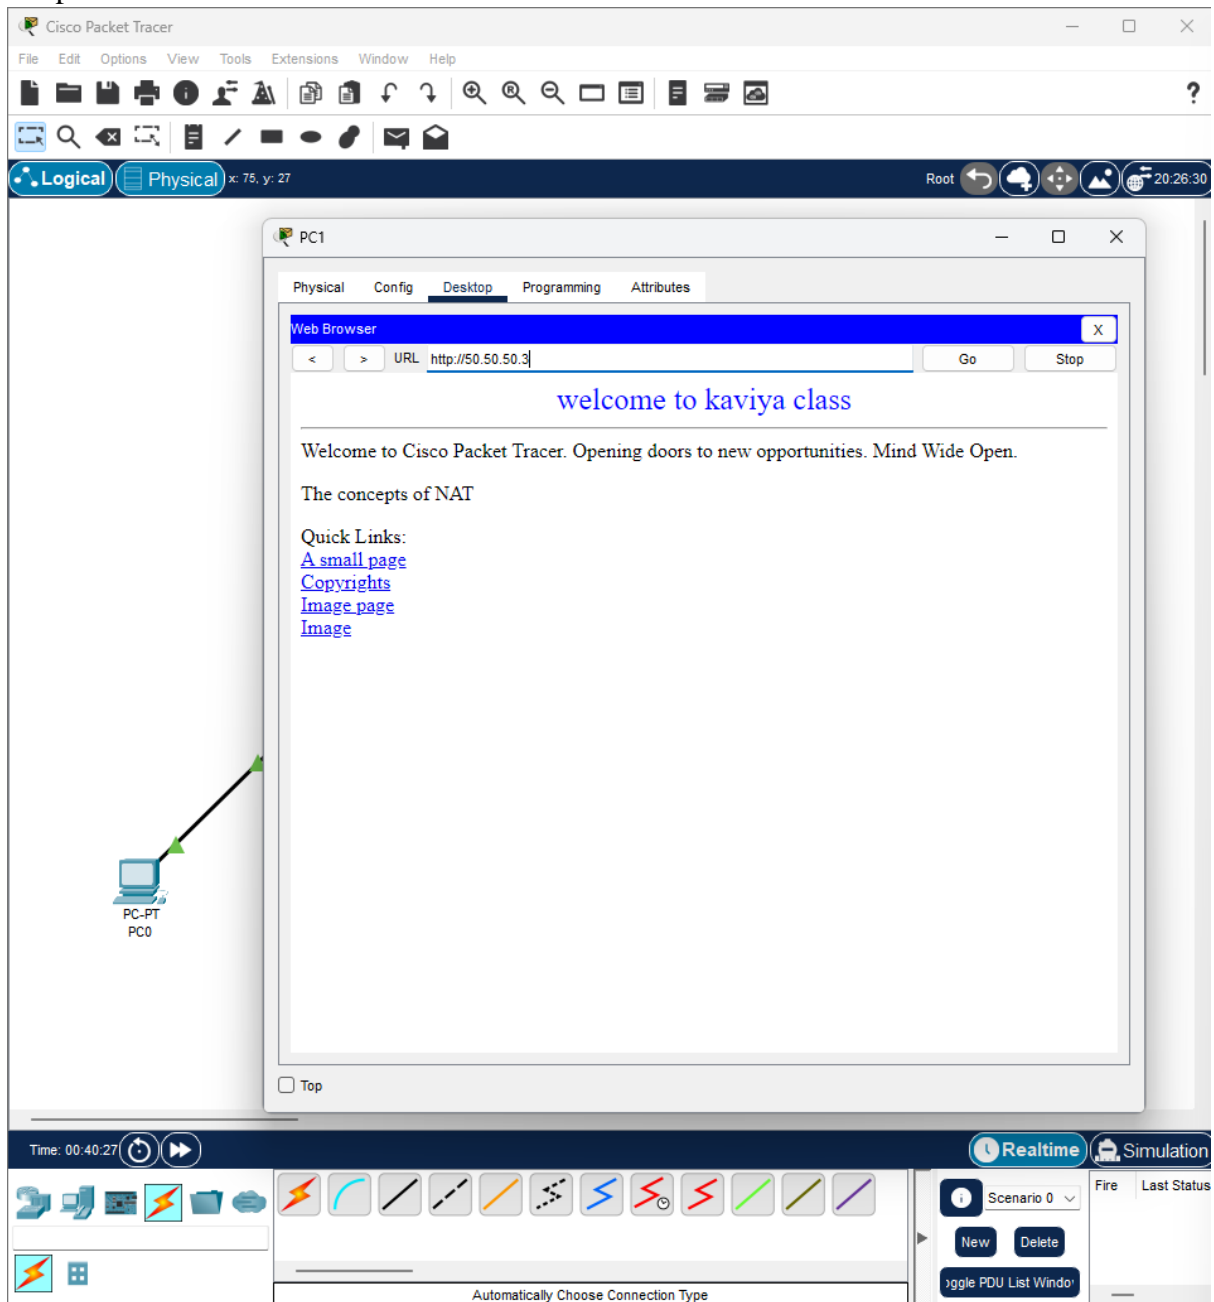 Cisco Packet Tracer
File Edit Options View Tools Extensions Window Help
?
Logical Physical x: 75, y: 27 Root 20:26:30
PC1
Physical Config Desktop Programming Attributes
Web Browser X
< > URL http://50.50.50.3 Go Stop
welcome to kaviya class
Welcome to Cisco Packet Tracer. Opening doors to new opportunities. Mind Wide Open.
The concepts of NAT
Quick Links:
A small page
Copyrights
Image page
Image
PC-PT
PC0
Top
Time: 00:40:27 Realtime Simulation
Scenario 0 Fire Last Status
New Delete
oggle PDU List Windo
Automatically Choose Connection Type